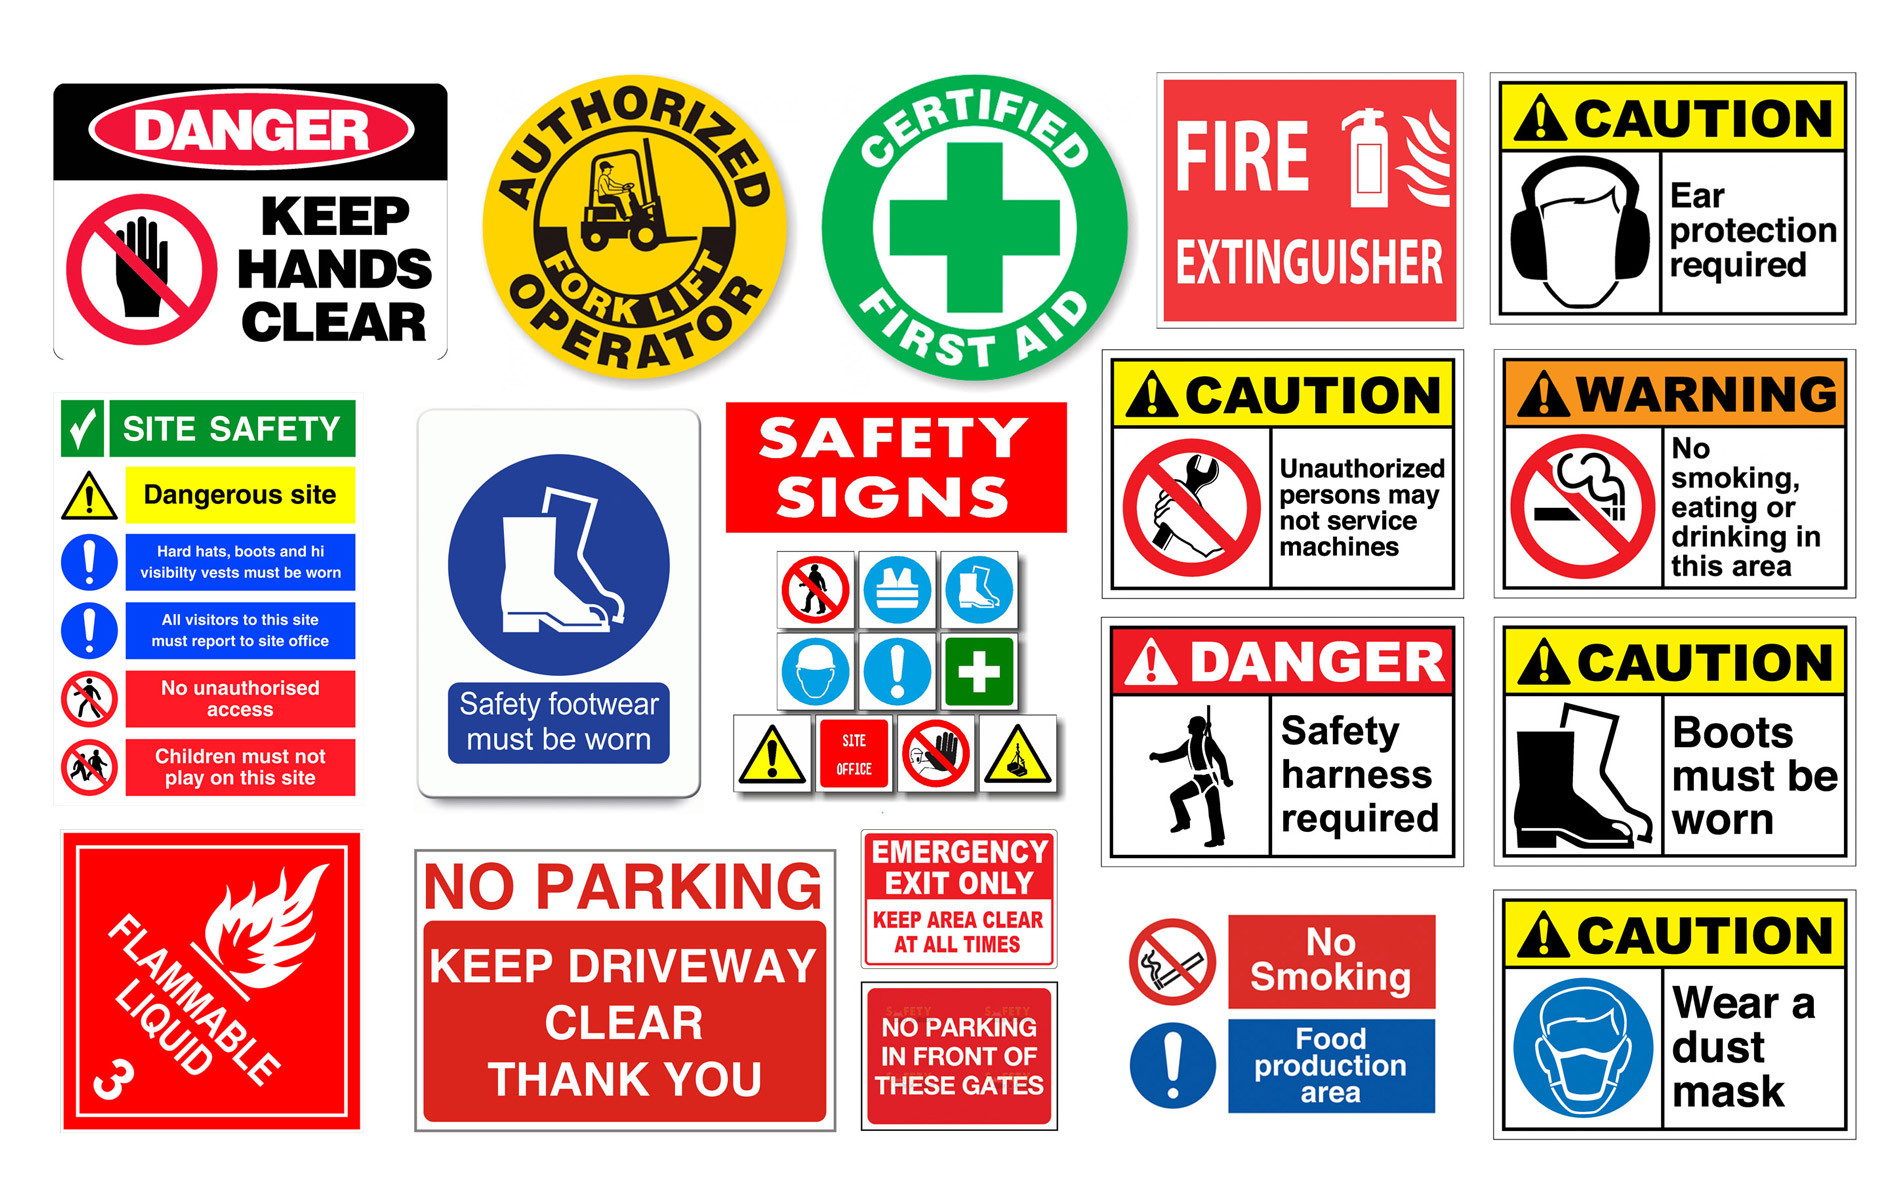 DANGER
KEEP
HANDS
CLEAR
AUTHORIZED
FORK LIFT
OPERATOR
CERTIFIED
FIRST AID
FIRE
EXTINGUISHER
CAUTION
Ear
protection
required
SITE SAFETY
Dangerous site
Hard hats, boots and hi
visibilty vests must be worn
All visitors to this site
must report to site office
No unauthorised
access
Children must not
play on this site
Safety footwear
must be worn
SAFETY
SIGNS
SITE
OFFICE
CAUTION
Unauthorized
persons may
not service
machines
WARNING
No
smoking,
eating or
drinking in
this area
DANGER
Safety
harness
required
CAUTION
Boots
must be
worn
FLAMMABLE
LIQUID
3
NO PARKING
KEEP DRIVEWAY
CLEAR
THANK YOU
EMERGENCY
EXIT ONLY
KEEP AREA CLEAR
AT ALL TIMES
NO PARKING
IN FRONT OF
THESE GATES
No
Smoking
Food
production
area
CAUTION
Wear a
dust
mask